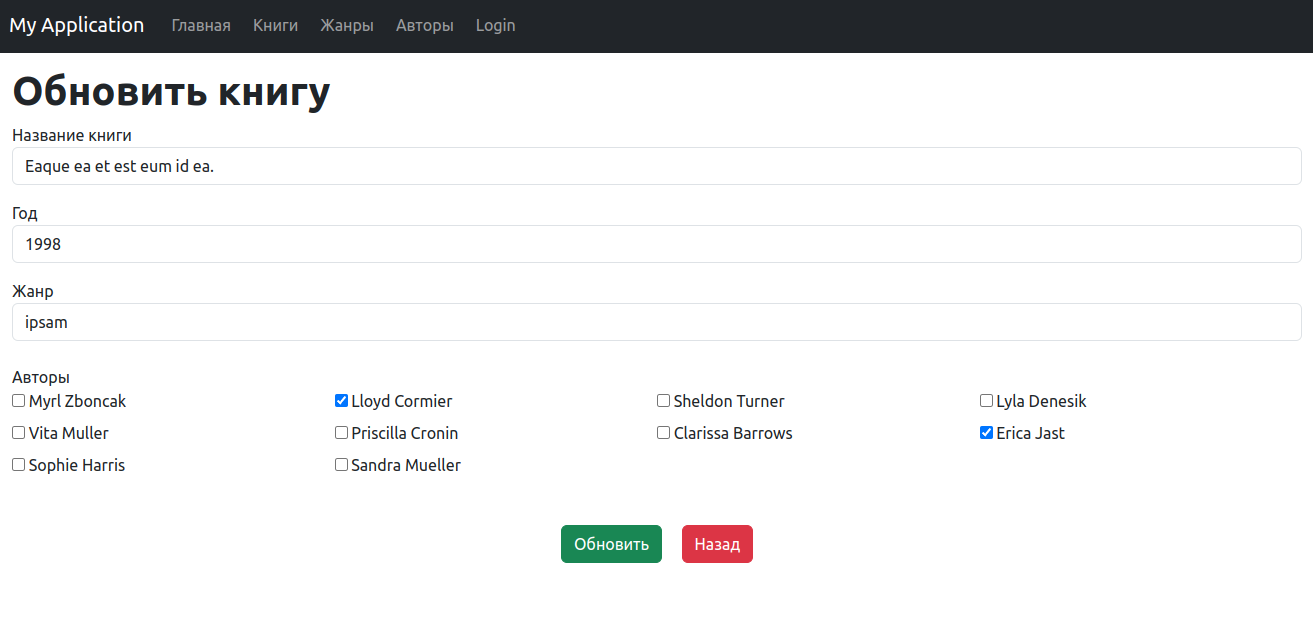 My Application Главная Книги Жанры Авторы Login
Обновить книгу
Название книги
Eaque ea et est eum id ea.
Год
1998
Жанр
ipsam
Авторы
Myrl Zboncak Lloyd Cormier Sheldon Turner Lyla Denesik
Vita Muller Priscilla Cronin Clarissa Barrows Erica Jast
Sophie Harris Sandra Mueller
Обновить Назад